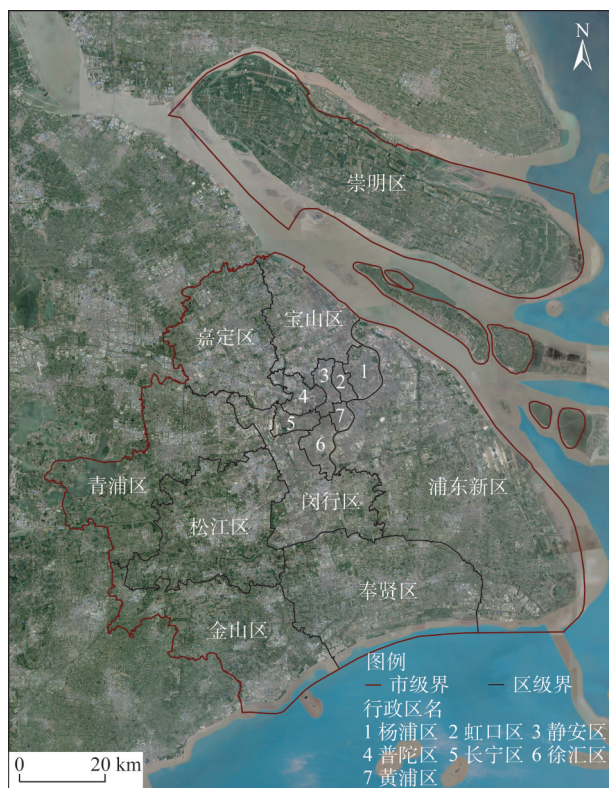 N
崇明区
宝山区
嘉定区
1
3
2
4
7
5
6
青浦区
浦东新区
闵行区
松江区
奉贤区
金山区
图例
市级界 区级界
行政区名
1 杨浦区 2 虹口区 3 静安区
4 普陀区 5 长宁区 6 徐汇区
7 黄浦区
0 20 km